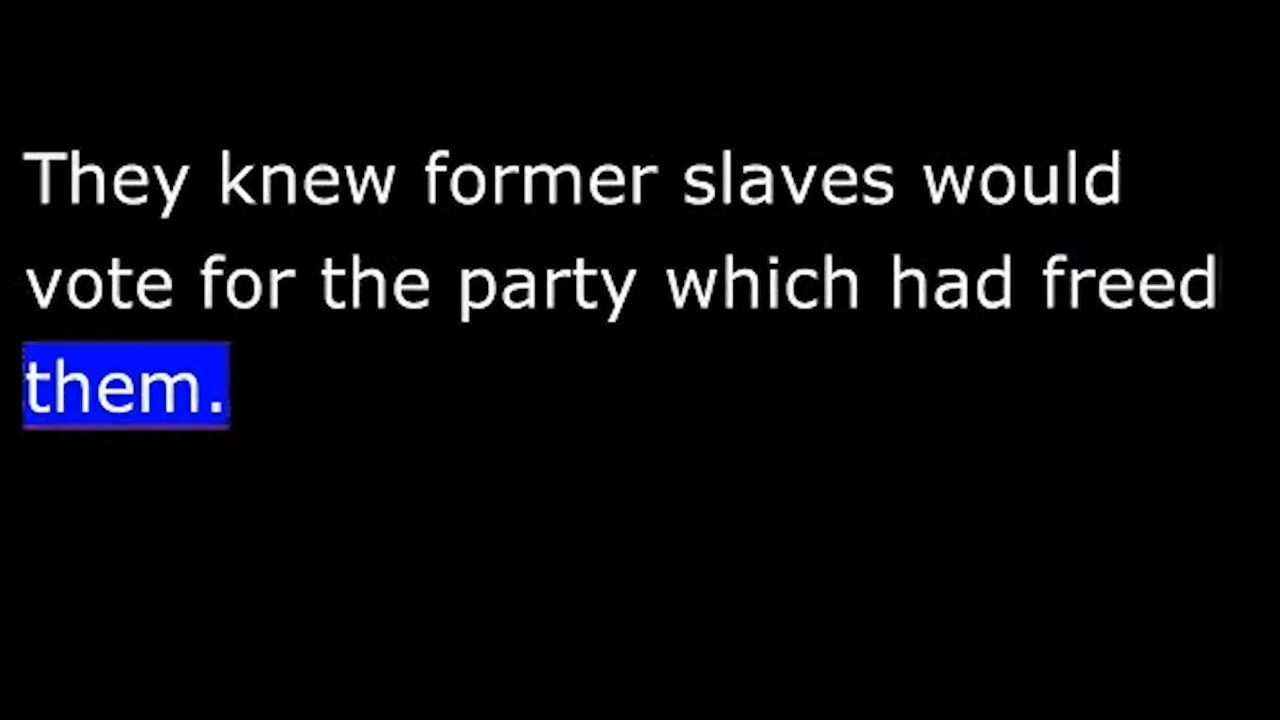 They knew former slaves would
vote for the party which had freed
them.